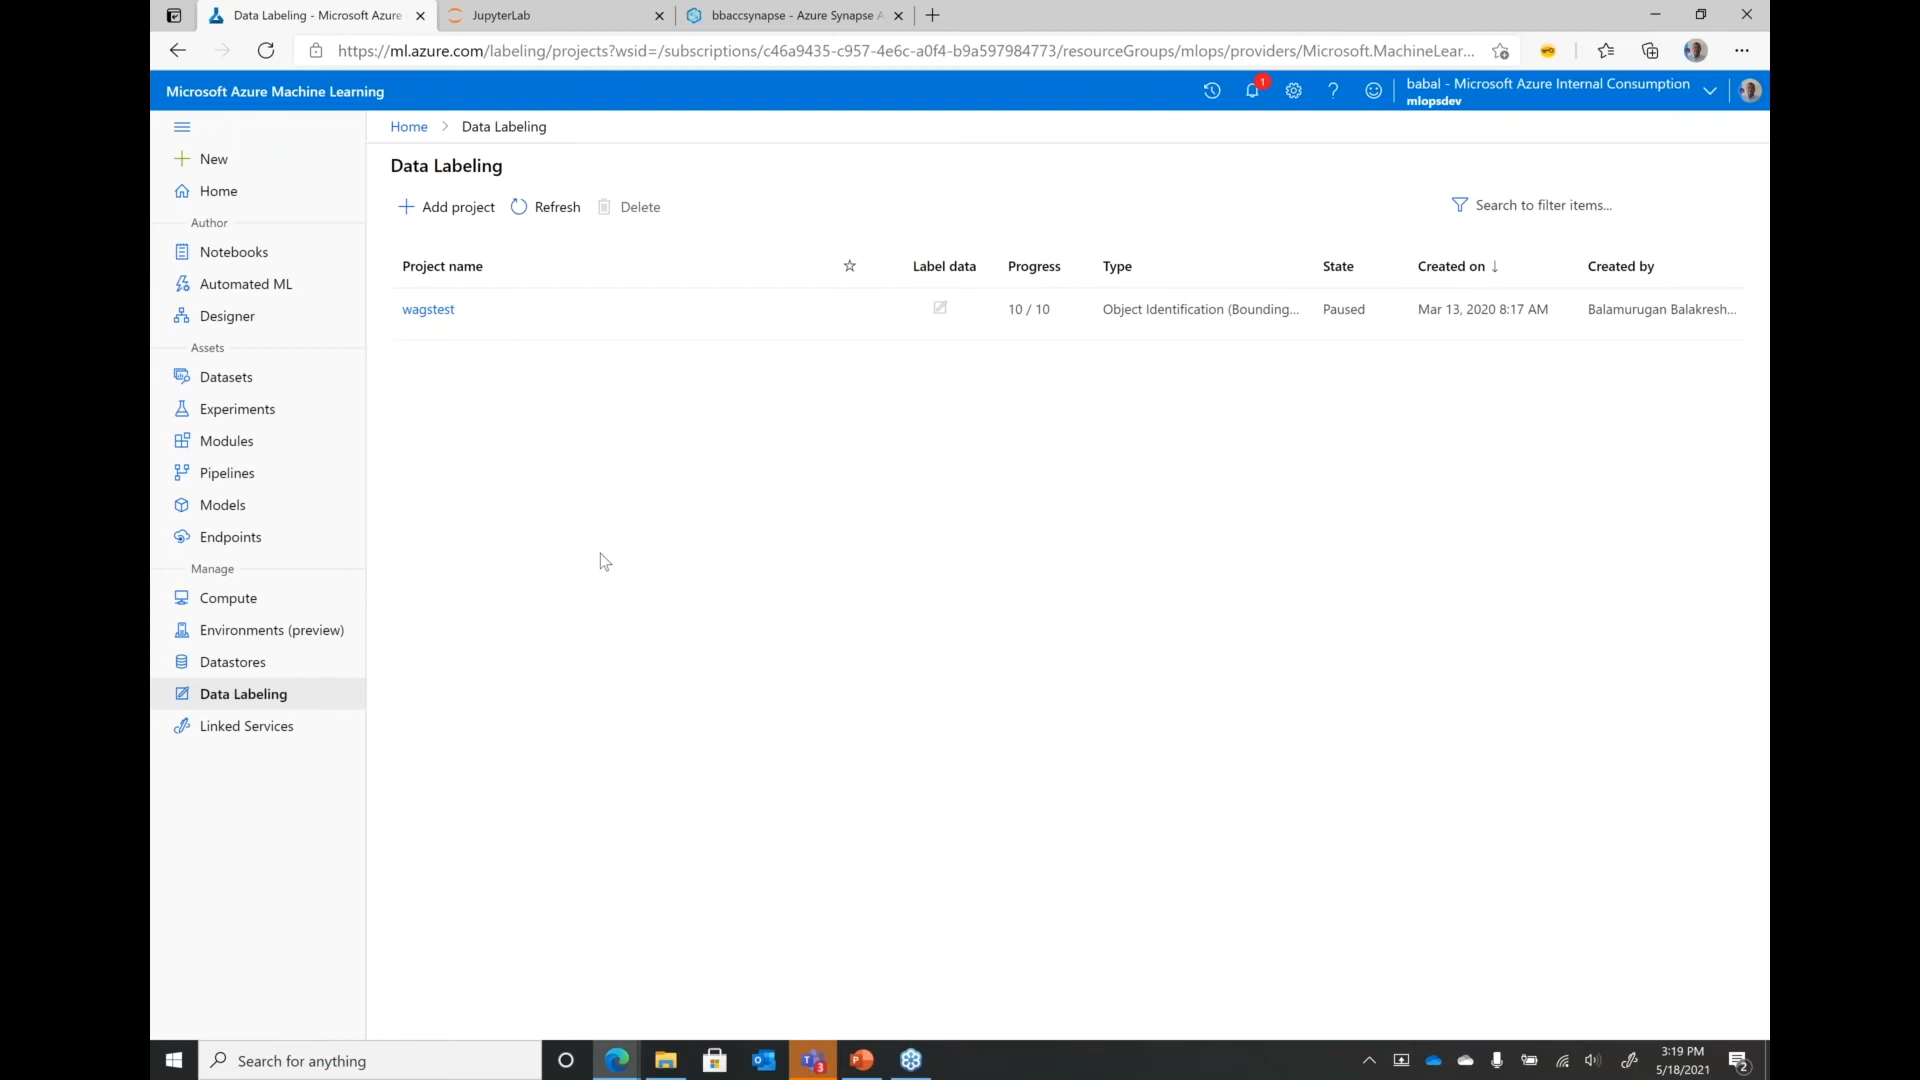 Data Labeling - Microsoft Azure
JupyterLab
bbaccsynapse - Azure Synapse A
https://ml.azure.com/labeling/projects?wsid=/subscriptions/c46a9435-c957-4e6c-a0f4-b9a597984773/resourceGroups/mlops/providers/Microsoft.MachineLear...
Microsoft Azure Machine Learning
1
babal - Microsoft Azure Internal Consumption
mlopsdev
Home > Data Labeling
New
Home
Author
Notebooks
Automated ML
Designer
Assets
Datasets
Experiments
Modules
Pipelines
Models
Endpoints
Manage
Compute
Environments (preview)
Datastores
Data Labeling
Linked Services
Data Labeling
Add project Refresh Delete
Search to filter items...
Project name Label data Progress Type State Created on ↓ Created by
wagstest 10 / 10 Object Identification (Bounding... Paused Mar 13, 2020 8:17 AM Balamurugan Balakresh...
Search for anything
3
3:19 PM
5/18/2021
2